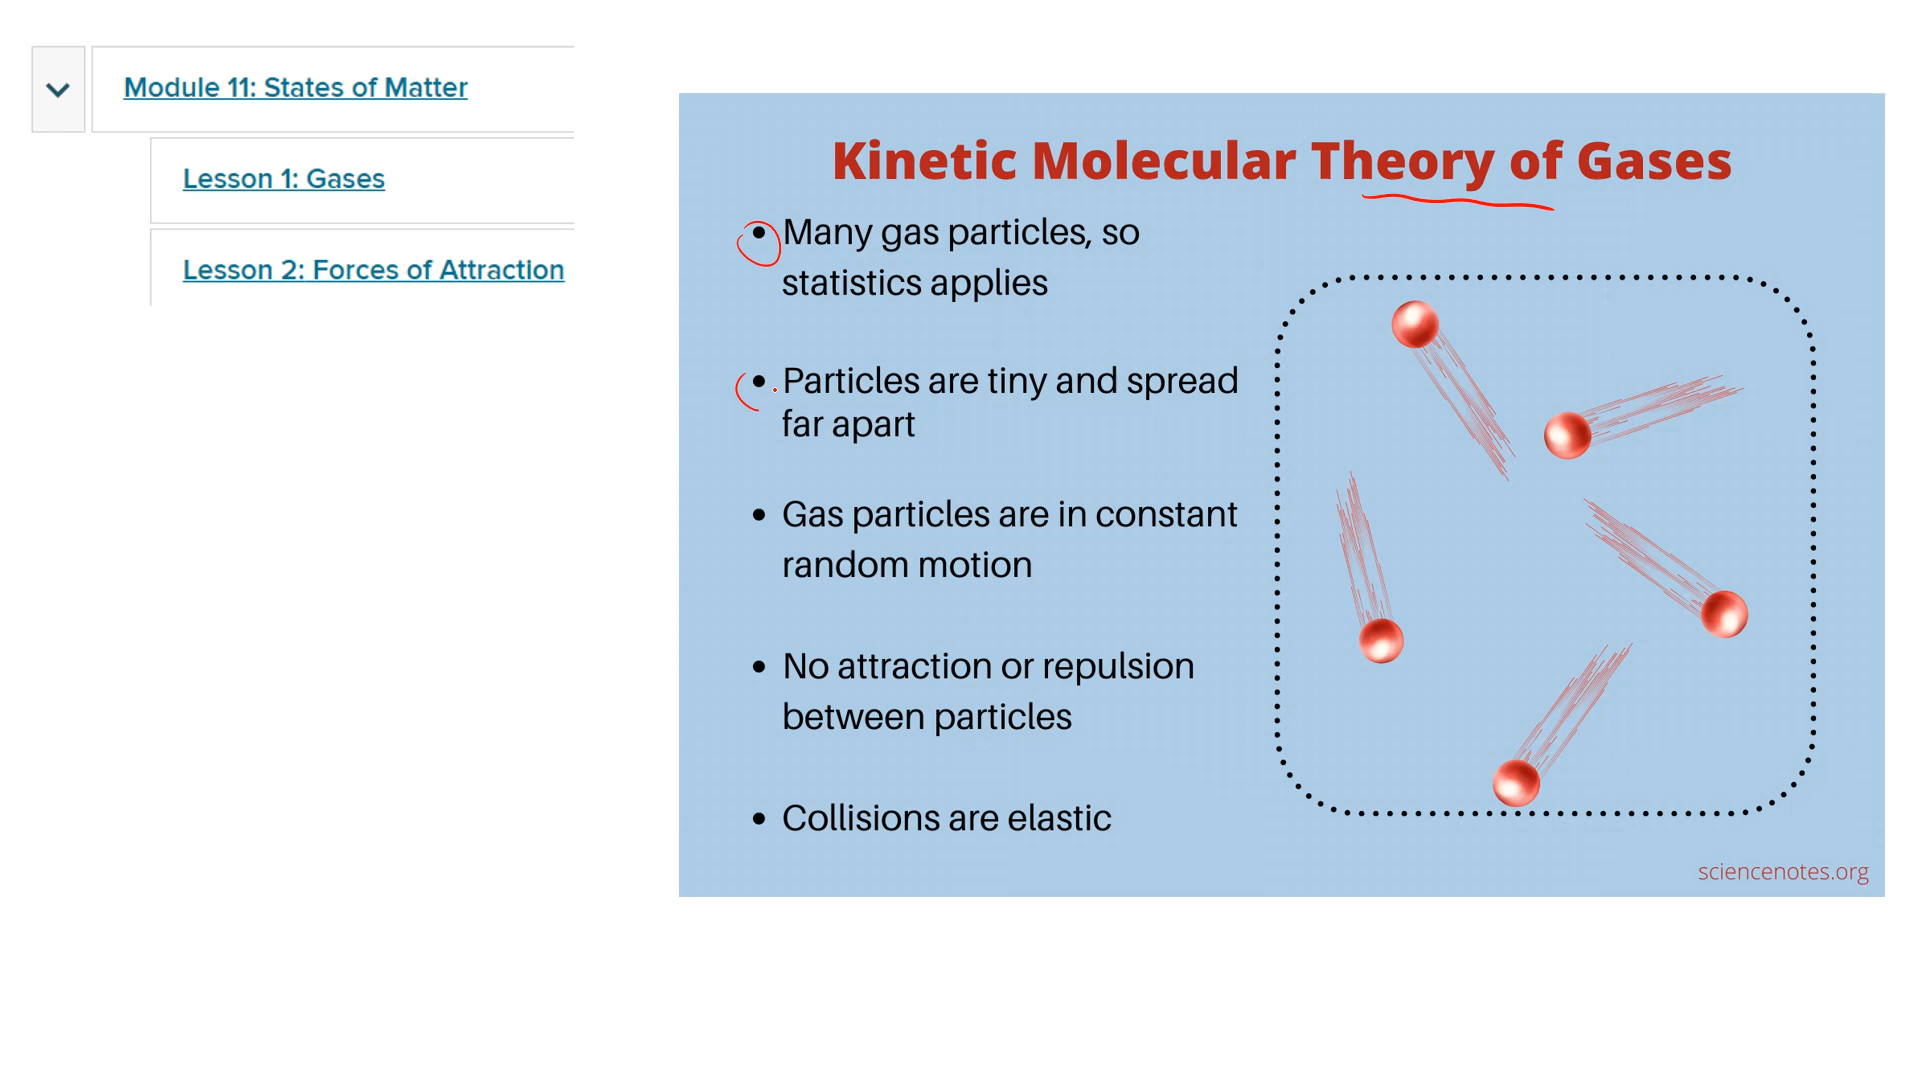 Module 11: States of Matter
Lesson 1: Gases
Lesson 2: Forces of Attraction
Kinetic Molecular Theory of Gases
• Many gas particles, so
statistics applies
• Particles are tiny and spread
far apart
• Gas particles are in constant
random motion
• No attraction or repulsion
between particles
• Collisions are elastic
sciencenotes.org